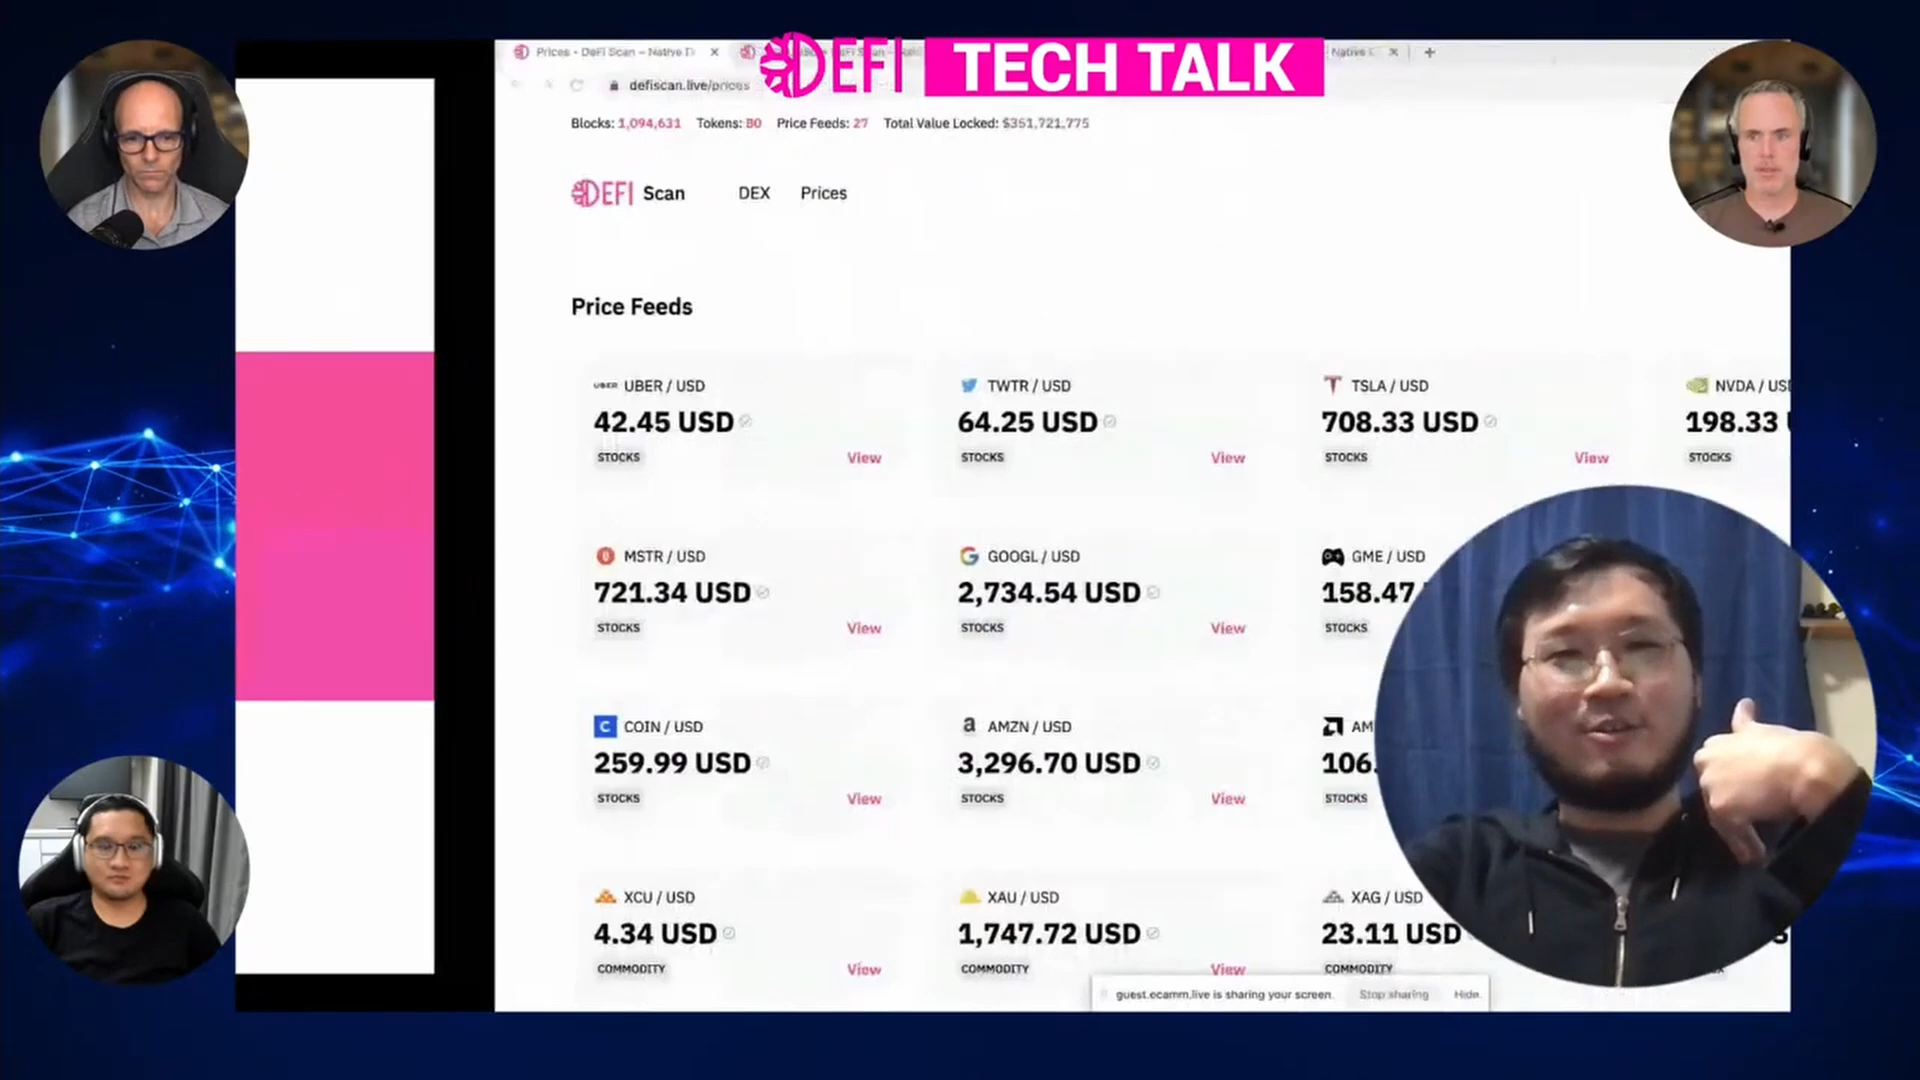 Prices - DeFi Scan – Native D
Native
DEFI TECH TALK
defiscan.live/prices
Blocks: 1,094,631 Tokens: 80 Price Feeds: 27 Total Value Locked: $351,721,775
DEFI Scan DEX Prices
Price Feeds
UBER UBER / USD TWTR / USD TSLA / USD NVDA / USD
42.45 USD 64.25 USD 708.33 USD 198.33
STOCKS View STOCKS View STOCKS View STOCKS
MSTR / USD GOOGL / USD GME / USD
721.34 USD 2,734.54 USD 158.47
STOCKS View STOCKS View STOCKS
C COIN / USD a AMZN / USD AM
259.99 USD 3,296.70 USD 106.
STOCKS View STOCKS View STOCKS
XCU / USD XAU / USD XAG / USD
4.34 USD 1,747.72 USD 23.11 USD
COMMODITY View COMMODITY View COMMODITY
guest.ecamm.live is sharing your screen. Stop sharing Hide